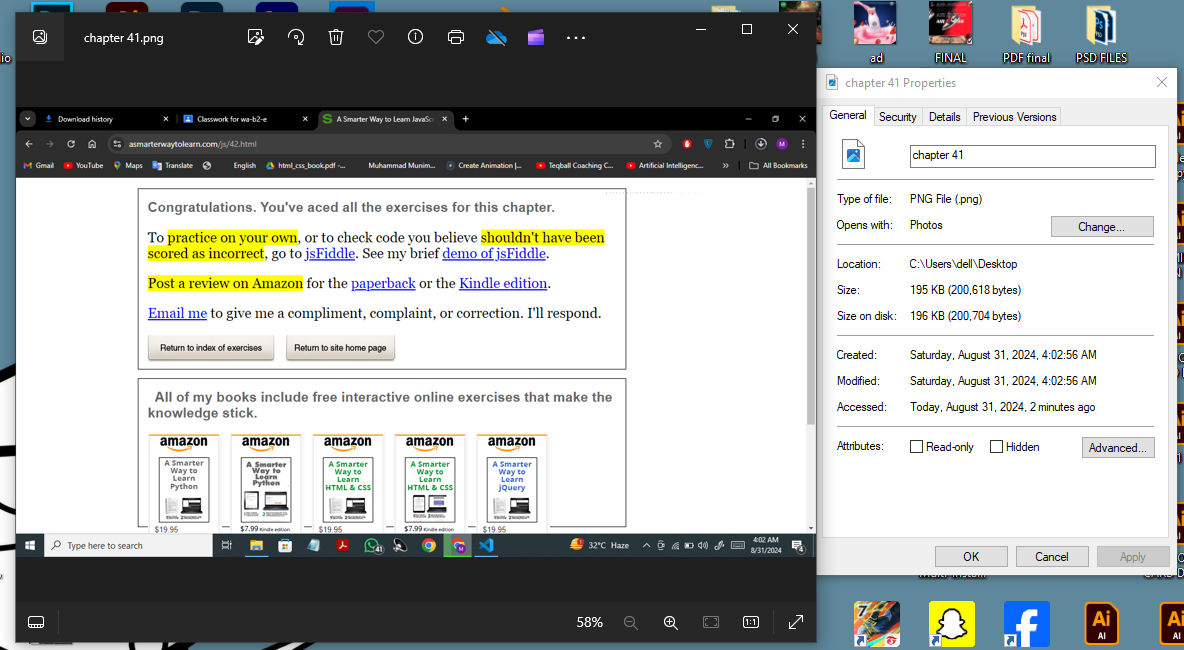 ad
FINAL
PDF final
PSD FILES
chapter 41.png
Download history
Classwork for wa-b2-e
A Smarter Way to Learn JavaSc
asmarterwaytolearn.com/js/42.html
Gmail
YouTube
Maps
Translate
English
html_css_book.pdf -...
Muhammad Munim...
Create Animation |...
Teqball Coaching C...
Artificial Intelligenc...
All Bookmarks
Congratulations. You've aced all the exercises for this chapter.
To practice on your own, or to check code you believe shouldn't have been
scored as incorrect, go to jsFiddle. See my brief demo of jsFiddle.
Post a review on Amazon for the paperback or the Kindle edition.
Email me to give me a compliment, complaint, or correction. I'll respond.
Return to index of exercises
Return to site home page
All of my books include free interactive online exercises that make the
knowledge stick.
amazon
A Smarter
Way to
Learn
Python
$19.95
amazon
A Smarter
Way to
Learn
Python
$7.99 Kindle edition
amazon
A Smarter
Way to
Learn
HTML & CSS
$19.95
amazon
A Smarter
Way to
Learn
HTML & CSS
$7.99 Kindle edition
amazon
A Smarter
Way to
Learn
jQuery
$19.95
Type here to search
32°C Haze
4:02 AM
8/31/2024
58%
1:1
chapter 41 Properties
General
Security
Details
Previous Versions
chapter 41
Type of file:
PNG File (.png)
Opens with:
Photos
Change...
Location:
C:\Users\dell\Desktop
Size:
195 KB (200,618 bytes)
Size on disk:
196 KB (200,704 bytes)
Created:
Saturday, August 31, 2024, 4:02:56 AM
Modified:
Saturday, August 31, 2024, 4:02:56 AM
Accessed:
Today, August 31, 2024, 2 minutes ago
Attributes:
Read-only
Hidden
Advanced...
OK
Cancel
Apply
7
Ai
AI
Ai
AI